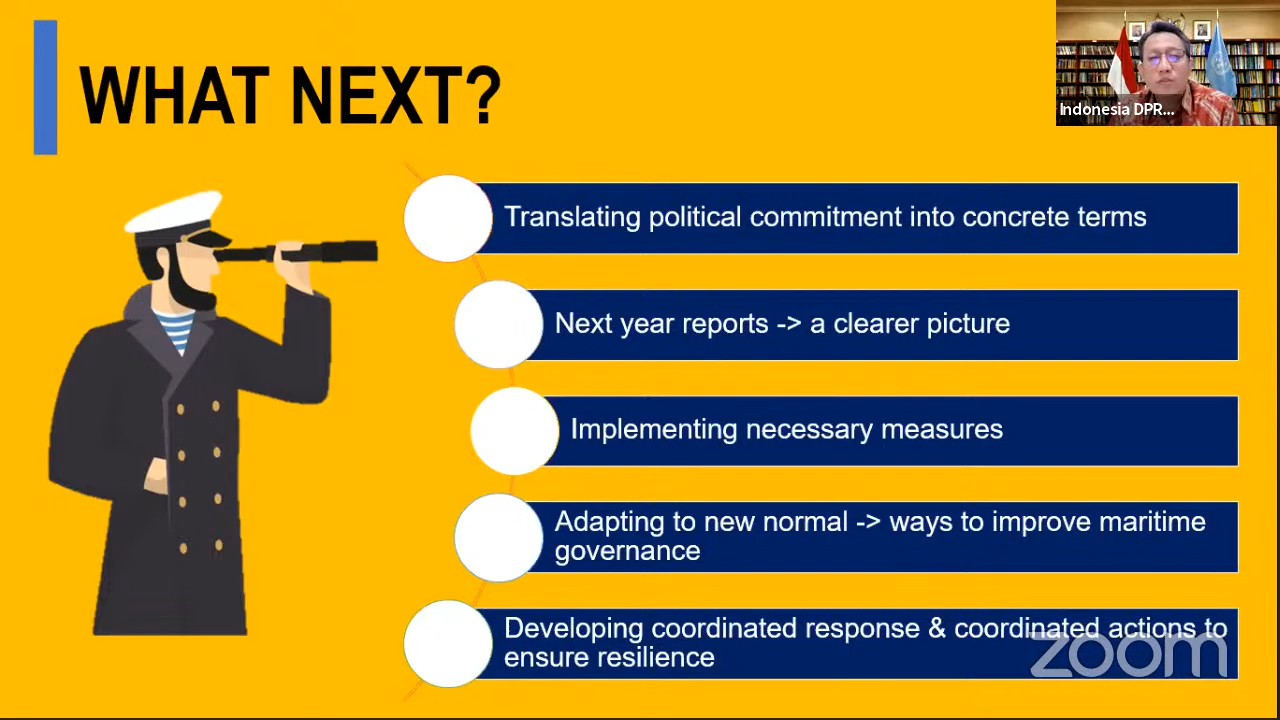 WHAT NEXT?
Indonesia DPR...
Translating political commitment into concrete terms
Next year reports -> a clearer picture
Implementing necessary measures
Adapting to new normal -> ways to improve maritime
governance
Developing coordinated response & coordinated actions to
ensure resilience
zoom